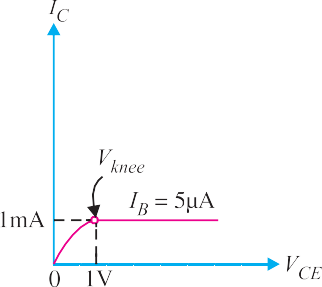 I_C
V_knee
I_B = 5μA
1mA
0
1V
V_CE